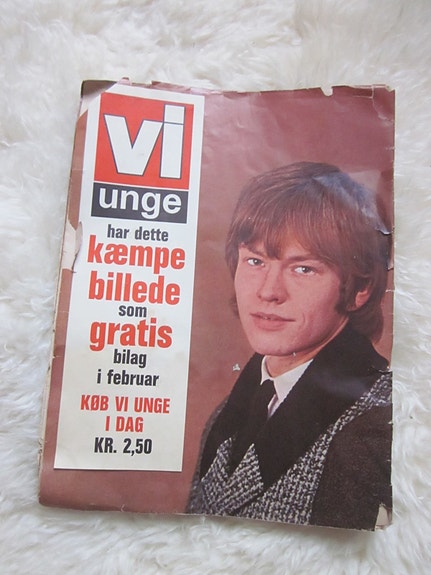 vi
unge
har dette
kæmpe
billede
som
gratis
bilag
i februar
KØB VI UNGE
I DAG
KR. 2,50